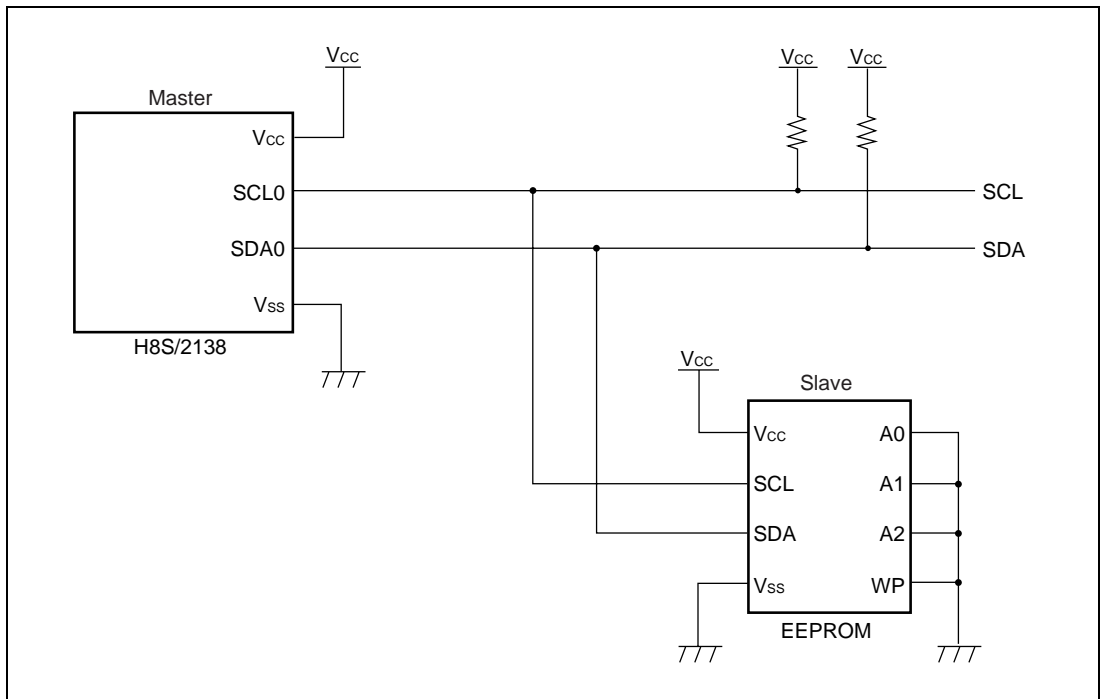 Vcc
Vcc
Vcc
Master
Vcc
SCL0
SCL
SDA0
SDA
Vss
H8S/2138
Vcc
Slave
Vcc
A0
SCL
A1
SDA
A2
Vss
WP
EEPROM